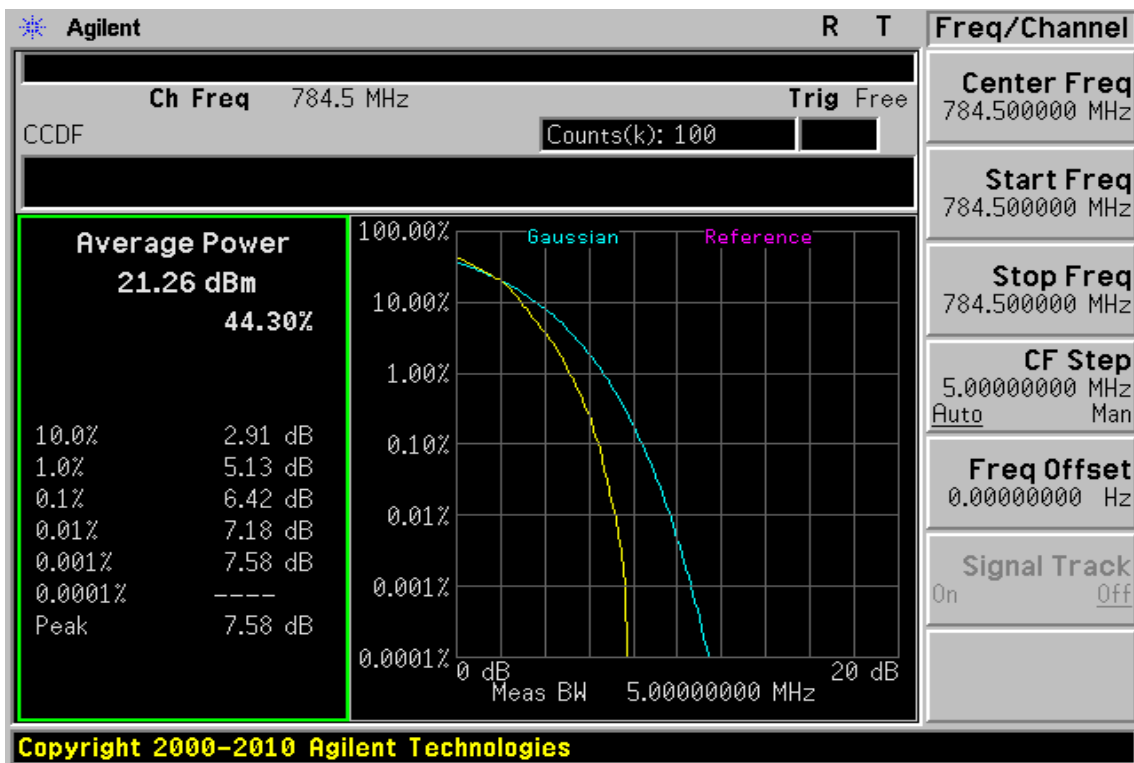 Agilent R T
Ch Freq 784.5 MHz Trig Free
CCDF Counts(k): 100
Average Power
21.26 dBm
44.30%
10.0% 2.91 dB
1.0% 5.13 dB
0.1% 6.42 dB
0.01% 7.18 dB
0.001% 7.58 dB
0.0001% ----
Peak 7.58 dB
Gaussian Reference
100.00%
10.00%
1.00%
0.10%
0.01%
0.001%
0.0001%
0 dB 20 dB
Meas BW 5.00000000 MHz
Freq/Channel
Center Freq
784.500000 MHz
Start Freq
784.500000 MHz
Stop Freq
784.500000 MHz
CF Step
5.00000000 MHz
Auto Man
Freq Offset
0.00000000 Hz
Signal Track
On Off
Copyright 2000-2010 Agilent Technologies